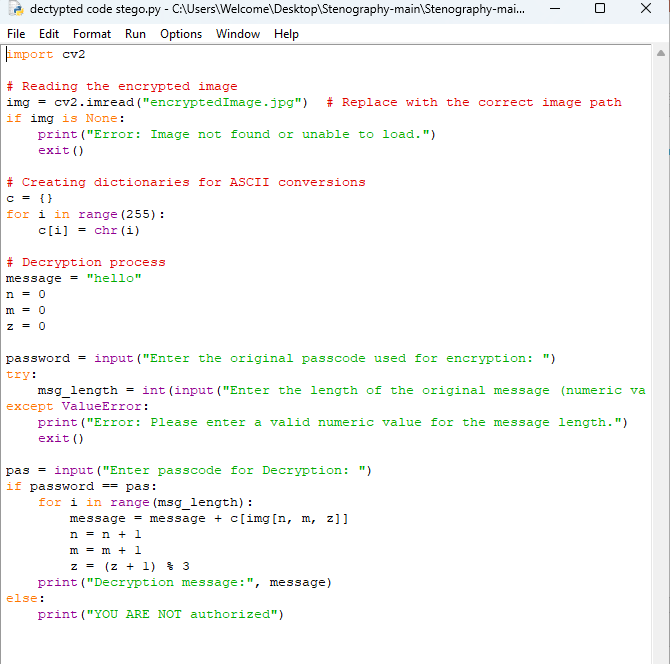 dectypted code stego.py - C:\Users\Welcome\Desktop\Stenography-main\Stenography-mai...
File Edit Format Run Options Window Help
import cv2

# Reading the encrypted image
img = cv2.imread("encryptedImage.jpg")  # Replace with the correct image path
if img is None:
    print("Error: Image not found or unable to load.")
    exit()

# Creating dictionaries for ASCII conversions
c = {}
for i in range(255):
    c[i] = chr(i)

# Decryption process
message = "hello"
n = 0
m = 0
z = 0

password = input("Enter the original passcode used for encryption: ")
try:
    msg_length = int(input("Enter the length of the original message (numeric va
except ValueError:
    print("Error: Please enter a valid numeric value for the message length.")
    exit()

pas = input("Enter passcode for Decryption: ")
if password == pas:
    for i in range(msg_length):
        message = message + c[img[n, m, z]]
        n = n + 1
        m = m + 1
        z = (z + 1) % 3
    print("Decryption message:", message)
else:
    print("YOU ARE NOT authorized")